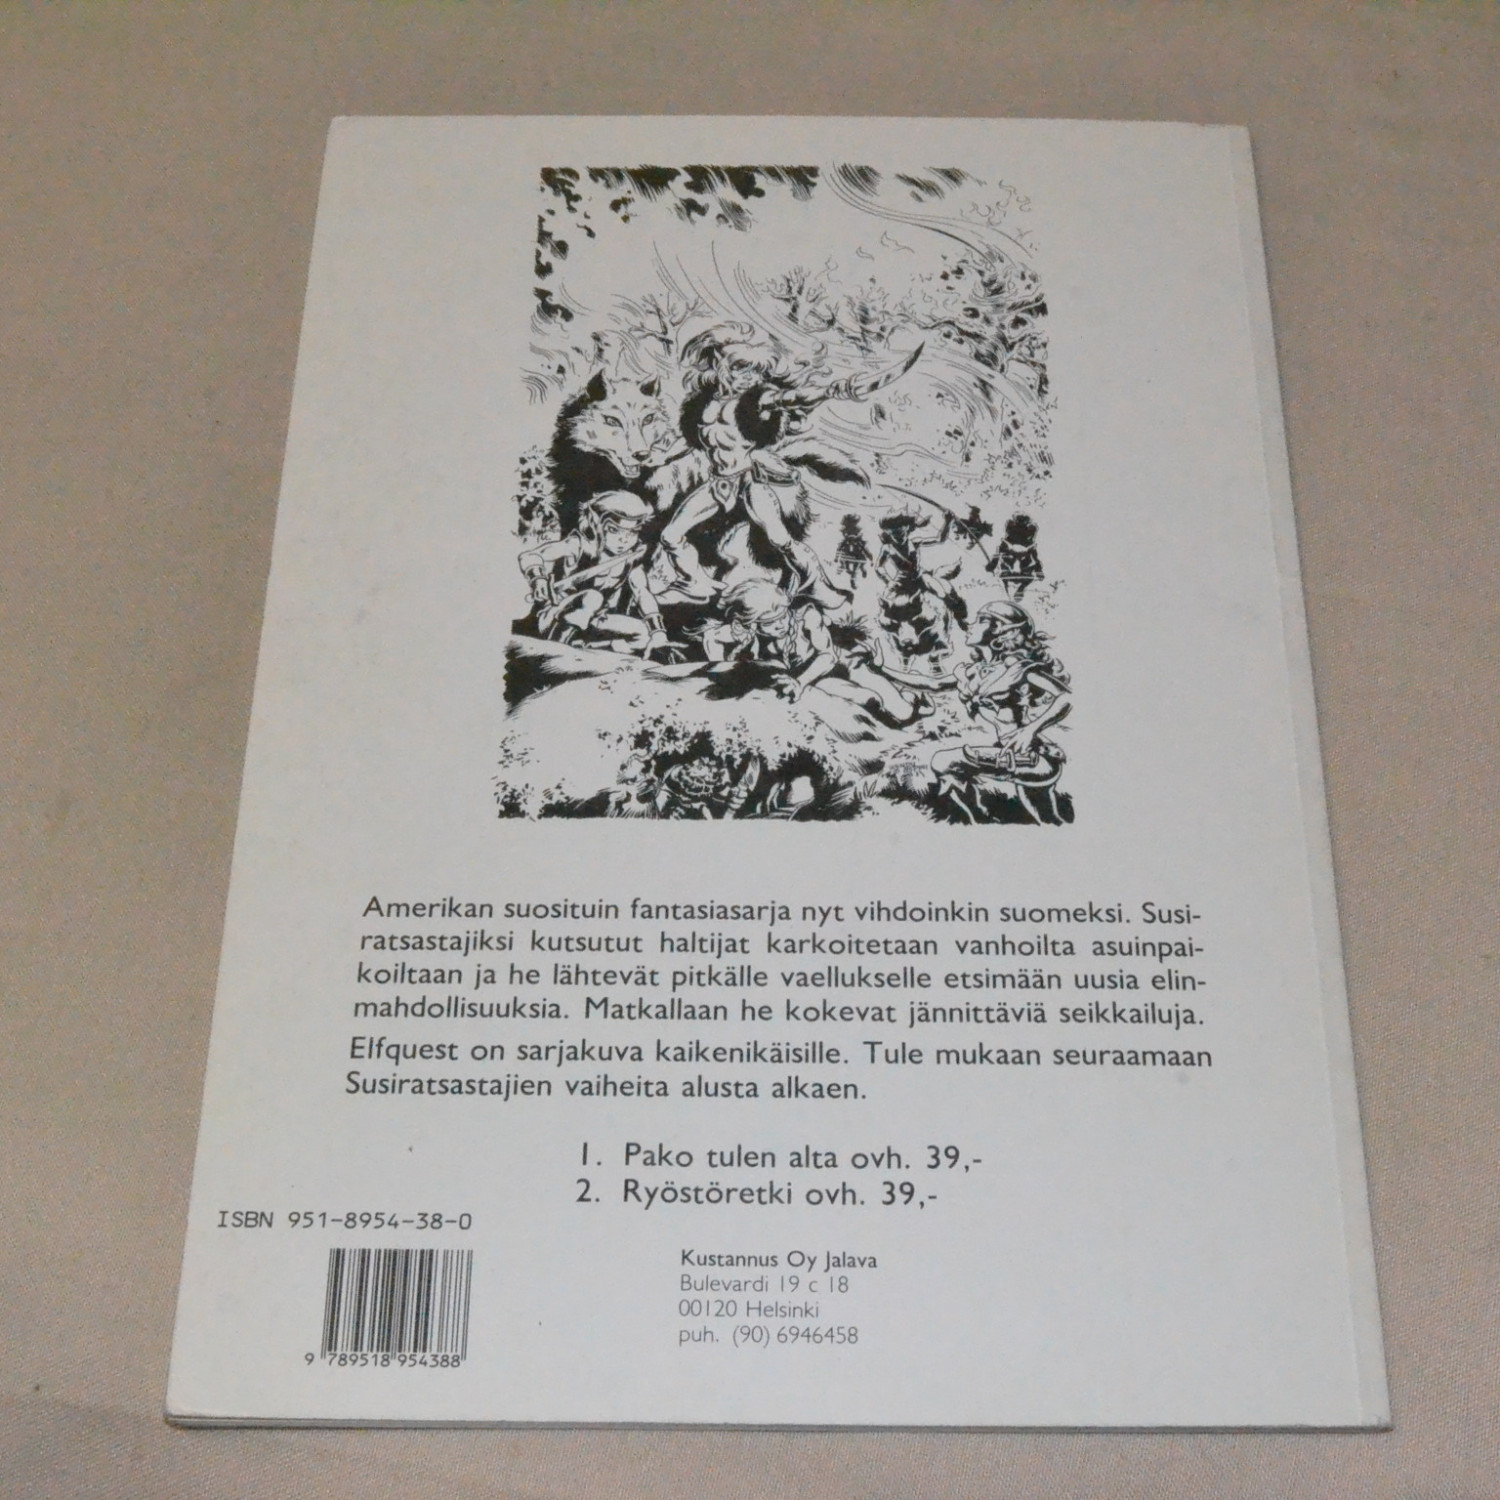 Amerikan suosituin fantasiasarja nyt vihdoinkin suomeksi. Susi-
ratsastajiksi kutsutut haltijat karkoitetaan vanhoilta asuinpai-
koiltaan ja he lähtevät pitkälle vaellukselle etsimään uusia elin-
mahdollisuuksia. Matkallaan he kokevat jännittäviä seikkailuja.
Elfquest on sarjakuva kaikenikäisille. Tule mukaan seuraamaan
Susiratsastajien vaiheita alusta alkaen.
1. Pako tulen alta ovh. 39,-
2. Ryöstöretki ovh. 39,-
ISBN 951-8954-38-0
9 789518 954388
Kustannus Oy Jalava
Bulevardi 19 c 18
00120 Helsinki
puh. (90) 6946458